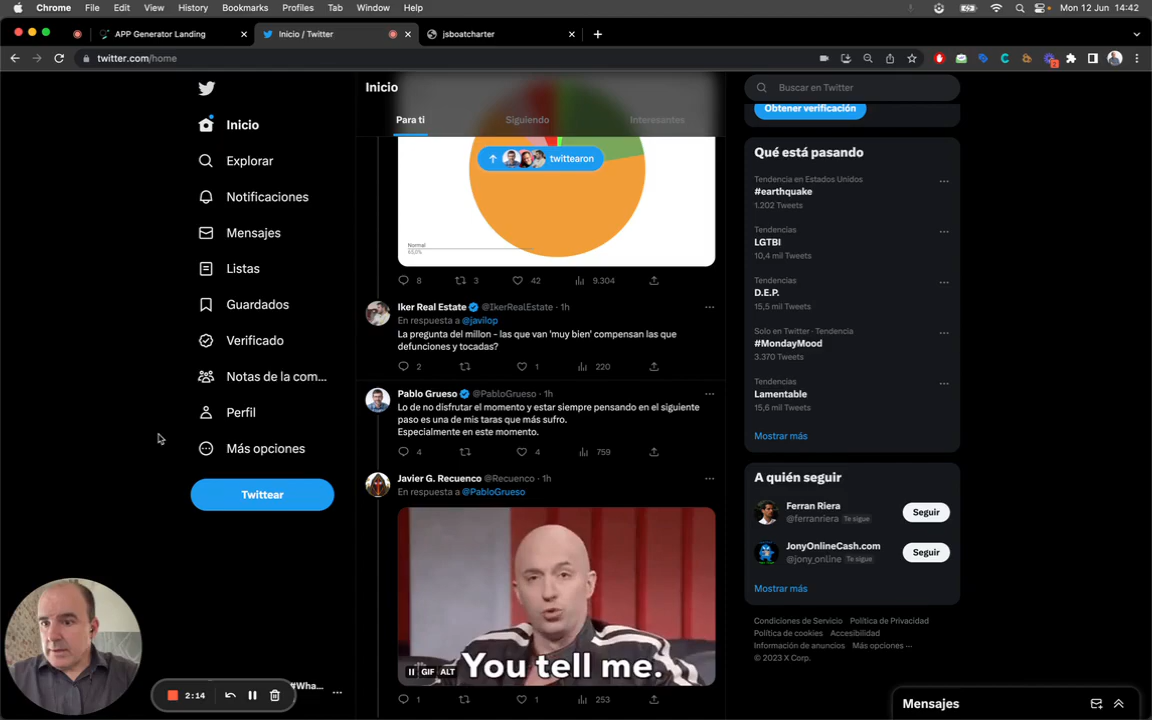 Chrome File Edit View History Bookmarks Profiles Tab Window Help Mon 12 Jun 14:42
APP Generator Landing Inicio / Twitter jsboatcharter
twitter.com/home
2
Inicio
Explorar
Notificaciones
Mensajes
Listas
Guardados
Verificado
Notas de la com...
Perfil
Más opciones
Twittear
#Wha...
2:14
Inicio
Para ti Siguiendo Interesantes
twittearon
Normal
63,0%
8 3 42 9.304
Iker Real Estate @IkerRealEstate · 1h
En respuesta a @javilop
La pregunta del millon - las que van 'muy bien' compensan las que
defunciones y tocadas?
2 1 220
Pablo Grueso @PabloGrueso · 1h
Lo de no disfrutar el momento y estar siempre pensando en el siguiente
paso es una de mis taras que más sufro.
Especialmente en este momento.
4 4 759
Javier G. Recuenco @Recuenco · 1h
En respuesta a @PabloGrueso
You tell me.
GIF ALT
1 1 253
Buscar en Twitter
Obtener verificación
Qué está pasando
Tendencia en Estados Unidos
#earthquake
1.202 Tweets
Tendencias
LGTBI
10,4 mil Tweets
Tendencias
D.E.P.
15,5 mil Tweets
Solo en Twitter · Tendencia
#MondayMood
3.370 Tweets
Tendencias
Lamentable
15,6 mil Tweets
Mostrar más
A quién seguir
Ferran Riera
@ferranriera Te sigue
Seguir
JonyOnlineCash.com
@jony_online Te sigue
Seguir
Mostrar más
Condiciones de Servicio Política de Privacidad
Política de cookies Accesibilidad
Información de anuncios Más opciones ···
© 2023 X Corp.
Mensajes